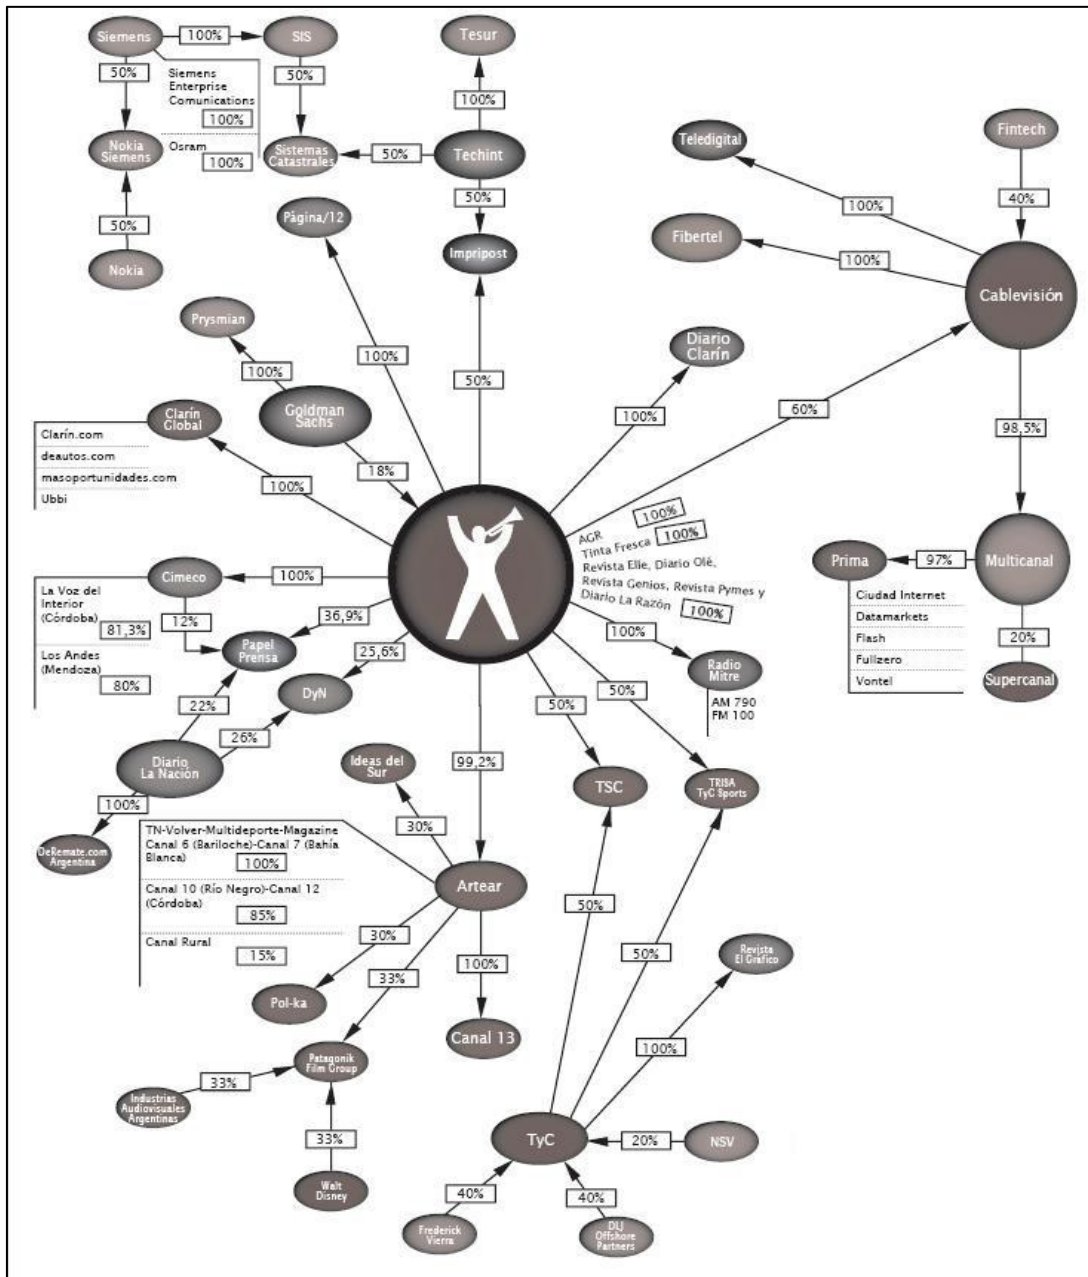 Siemens
100%
SIS
Tesur
50%
Siemens
Enterprise
Comunications
100%
50%
100%
Fintech
Teledigital
Nokia
Siemens
Osram
100%
Sistemas
Catastrales
50%
Techint
40%
100%
50%
Pàgina/12
50%
Fibertel
100%
Nokia
Impripost
Cablevisión
Prysmian
100%
100%
50%
Diario
Clarín
100%
60%
98,5%
Clarín
Global
Goldman
Sachs
Clarín.com
deautos.com
masoportunidades.com
Ubbi
100%
18%
AGR 100%
Tinta Fresca 100%
Revista Elle, Diario Olé,
Revista Genios, Revista Pymes y
Diario La Razón 100%
Prima
97%
Multicanal
Cimeco
100%
La Voz del
Interior
(Córdoba) 81,3%
12%
36,9%
Ciudad Internet
Datamarkets
Flash
Fullzero
Vontel
20%
Supercanal
100%
Los Andes
(Mendoza)
80%
Papel
Prensa
25,6%
Radio
Mitre
AM 790
FM 100
DyN
22%
26%
50%
50%
Diario
La Nación
Ideas del
Sur
99,2%
TSC
TRISA
TyC Sports
100%
30%
DeRemate.com
Argentina
TN-Volver-Multideporte-Magazine
Canal 6 (Bariloche)-Canal 7 (Bahía
Blanca) 100%
Artear
Canal 10 (Río Negro)-Canal 12
(Córdoba)
85%
50%
Canal Rural
15%
30%
33%
100%
50%
Revista
El Gráfico
Pol-ka
Canal 13
100%
Patagonik
Film Group
33%
Industrias
Audiovisuales
Argentinas
33%
TyC
20%
NSV
Walt
Disney
40%
40%
Frederick
Vierra
DLJ
Offshore
Partners